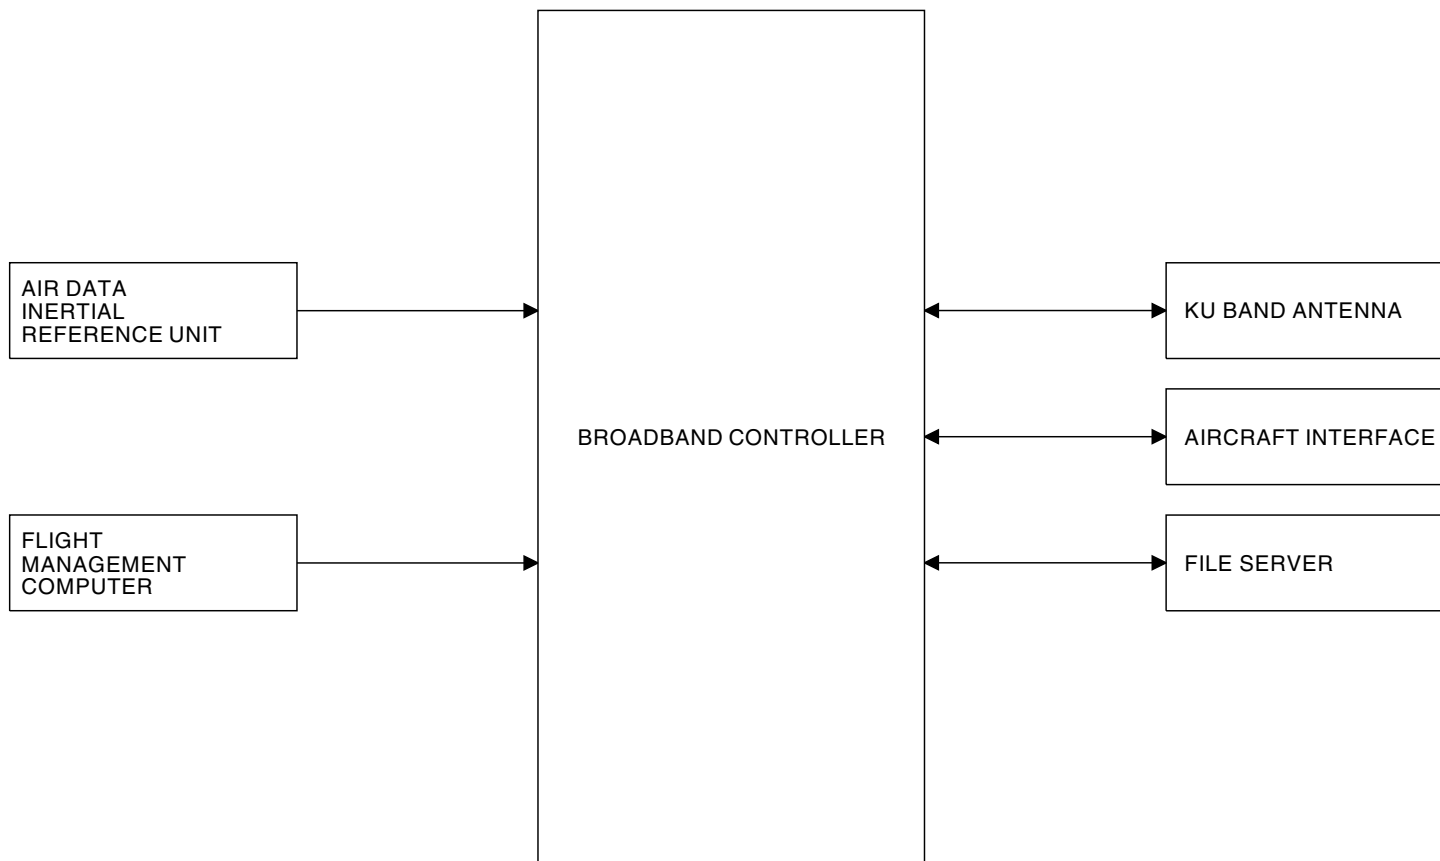 AIR DATA
INERTIAL
REFERENCE UNIT
FLIGHT
MANAGEMENT
COMPUTER
BROADBAND CONTROLLER
KU BAND ANTENNA
AIRCRAFT INTERFACE
FILE SERVER